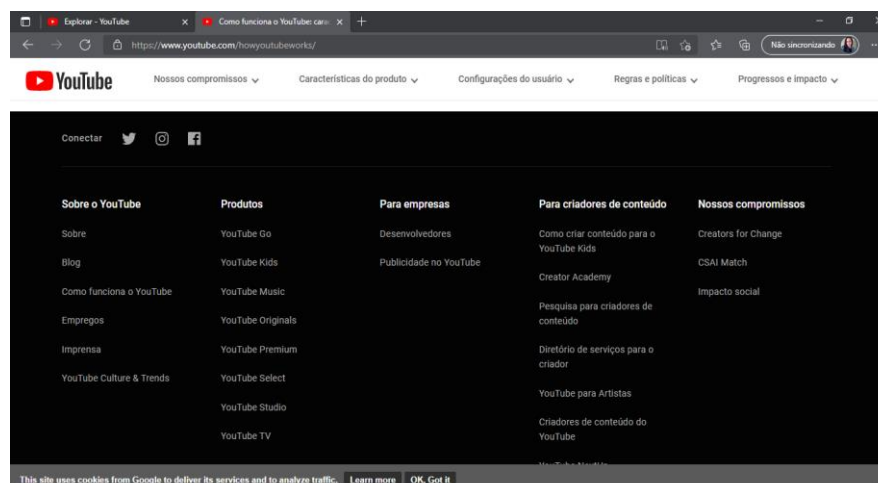 Explorar - YouTube
Como funciona o YouTube: cara
https://www.youtube.com/howyoutubeworks/
Não sincronizando
YouTube
Nossos compromissos
Características do produto
Configurações do usuário
Regras e políticas
Progressos e impacto
Conectar
Sobre o YouTube
Sobre
Blog
Como funciona o YouTube
Empregos
Imprensa
YouTube Culture & Trends
Produtos
YouTube Go
YouTube Kids
YouTube Music
YouTube Originals
YouTube Premium
YouTube Select
YouTube Studio
YouTube TV
Para empresas
Desenvolvedores
Publicidade no YouTube
Para criadores de conteúdo
Como criar conteúdo para o
YouTube Kids
Creator Academy
Pesquisa para criadores de
conteúdo
Diretório de serviços para o
criador
YouTube para Artistas
Criadores de conteúdo do
YouTube
Nossos compromissos
Creators for Change
CSAI Match
Impacto social
This site uses cookies from Google to deliver its services and to analyze traffic.
Learn more
OK, Got it